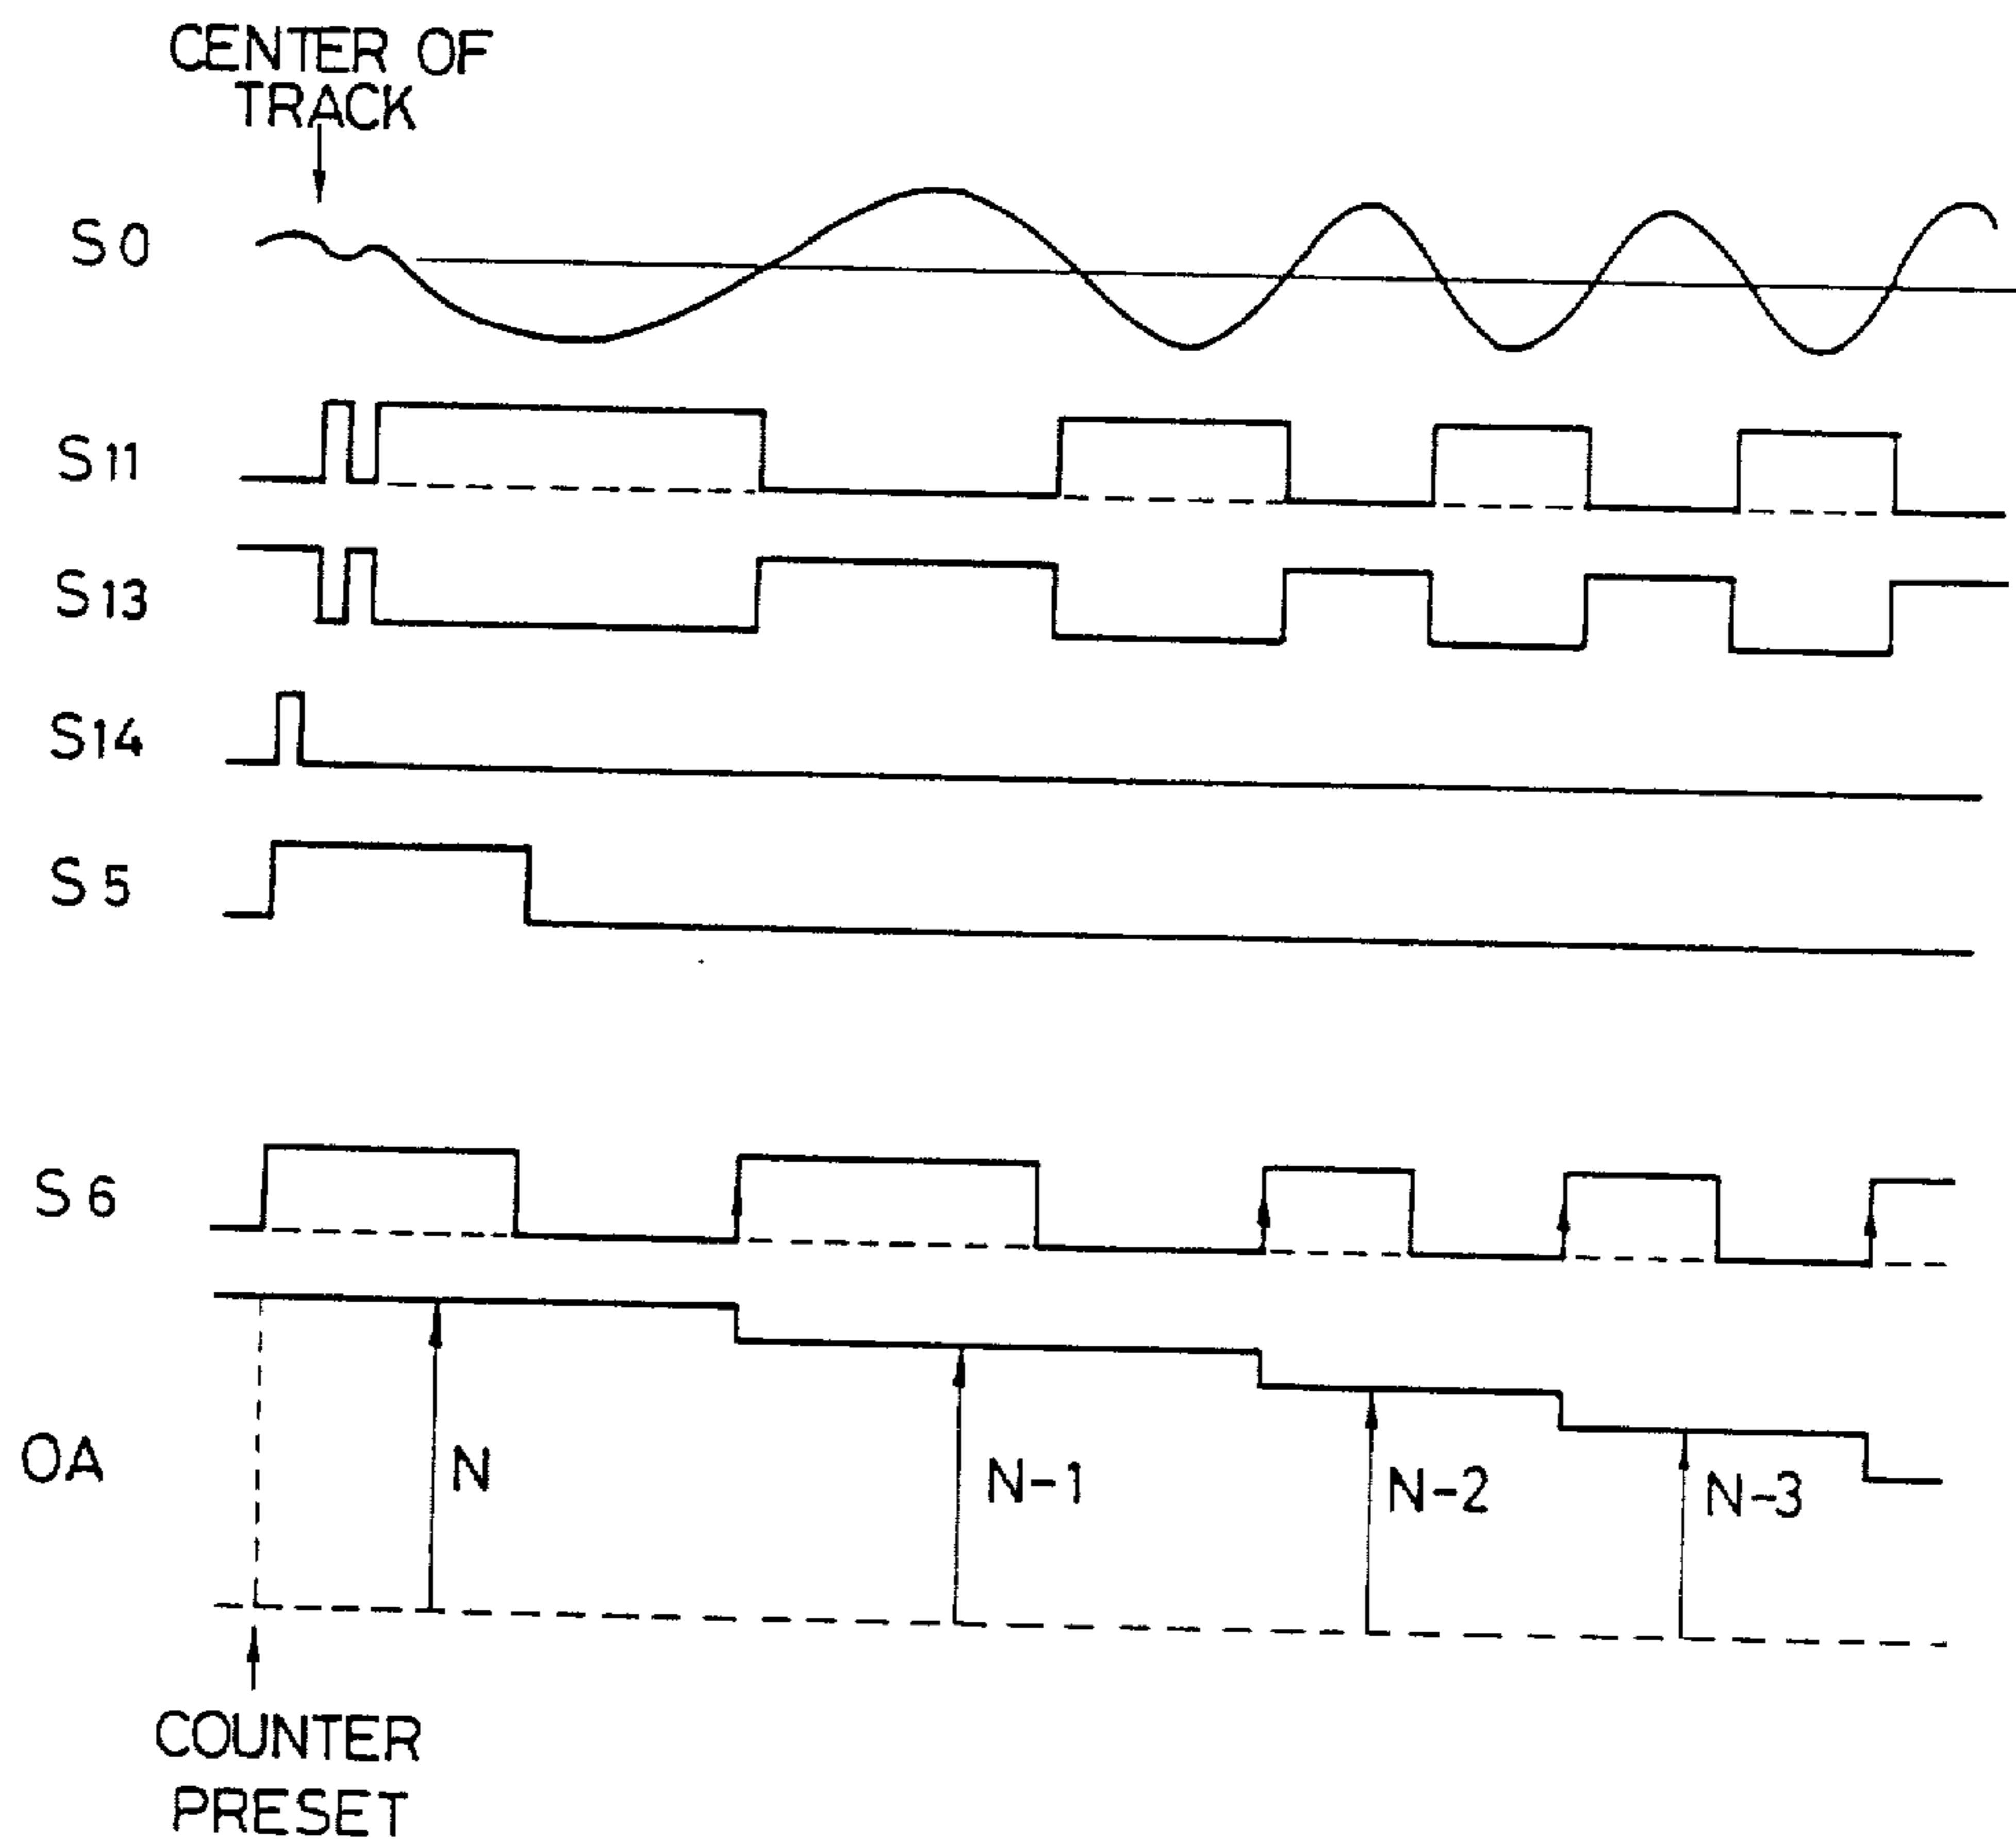 CENTER OF
TRACK
S0
S11
S13
S14
S5
S6
OA
N
N-1
N-2
N-3
COUNTER
PRESET